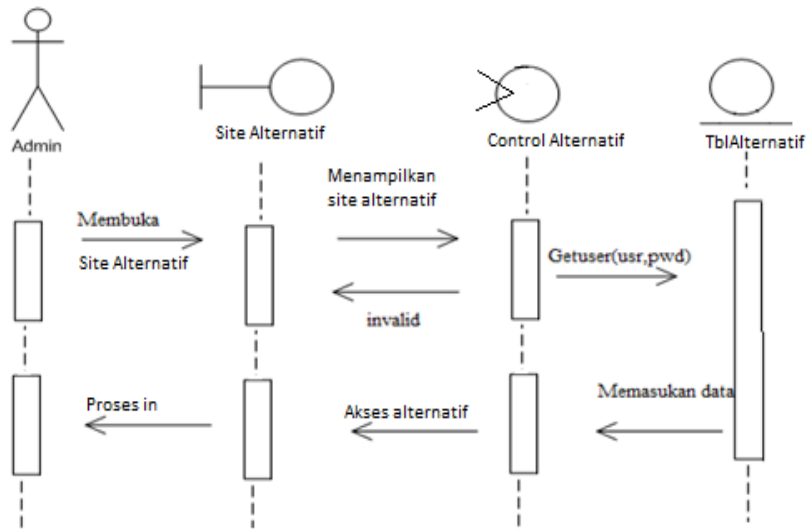 Admin
Site Alternatif
Control Alternatif
TblAlternatif
Membuka
Site Alternatif
Menampilkan
site alternatif
Getuser(usr,pwd)
invalid
Memasukan data
Akses alternatif
Proses in